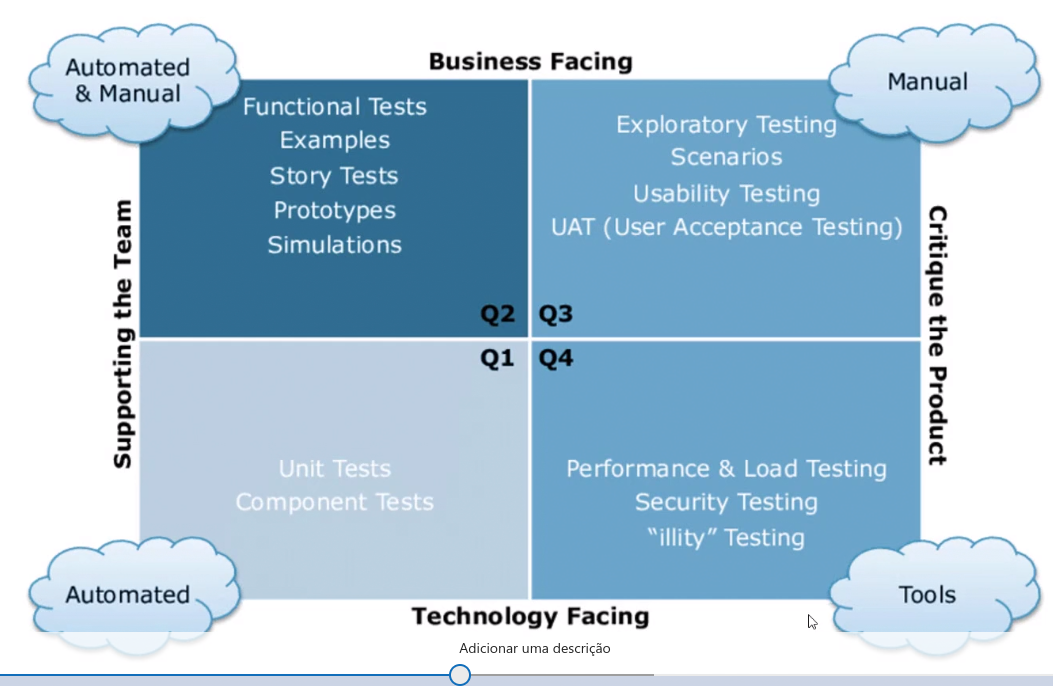 Automated
& Manual
Business Facing
Manual
Functional Tests
Examples
Story Tests
Prototypes
Simulations
Exploratory Testing
Scenarios
Usability Testing
UAT (User Acceptance Testing)
Supporting the Team
Critique the Product
Q2
Q3
Q1
Q4
Unit Tests
Component Tests
Performance & Load Testing
Security Testing
“illity” Testing
Automated
Tools
Technology Facing
Adicionar uma descrição